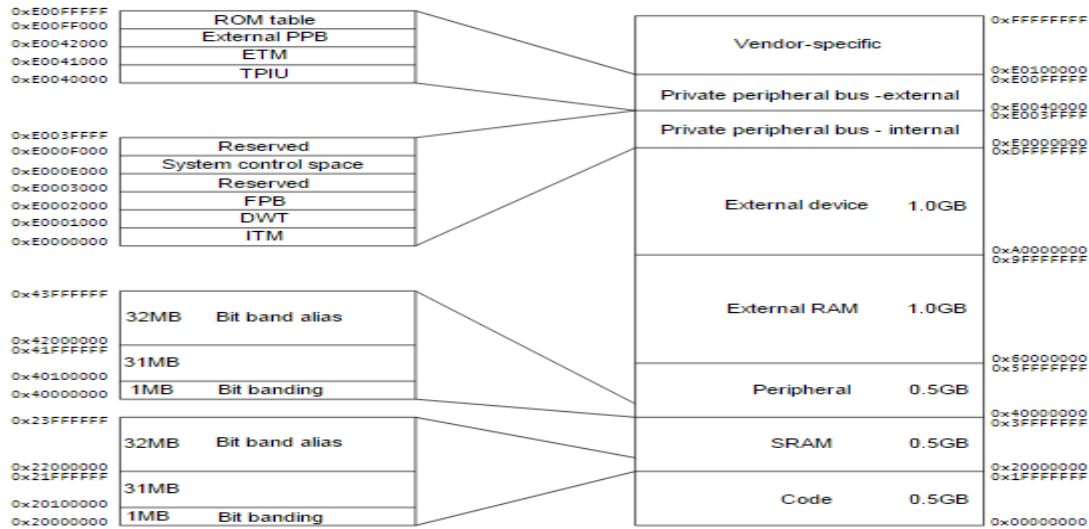 0xE00FFFFF
0xE00FF000
0xE0042000
0xE0041000
0xE0040000
ROM table
External PPB
ETM
TPIU
0xE003FFFF
0xE000F000
0xE000E000
0xE0003000
0xE0002000
0xE0001000
0xE0000000
Reserved
System control space
Reserved
FPB
DWT
ITM
0x43FFFFFF
0x42000000
0x41FFFFFF
0x40100000
0x40000000
32MB Bit band alias
31MB
1MB Bit banding
0x23FFFFFF
0x22000000
0x21FFFFFF
0x20100000
0x20000000
32MB Bit band alias
31MB
1MB Bit banding
Vendor-specific
Private peripheral bus -external
Private peripheral bus - internal
External device 1.0GB
External RAM 1.0GB
Peripheral 0.5GB
SRAM 0.5GB
Code 0.5GB
0xFFFFFFFF
0xE0100000
0xE00FFFFF
0xE0040000
0xE003FFFF
0xE0000000
0xDFFFFFFF
0xA0000000
0x9FFFFFFF
0x60000000
0x5FFFFFFF
0x40000000
0x3FFFFFFF
0x20000000
0x1FFFFFFF
0x00000000